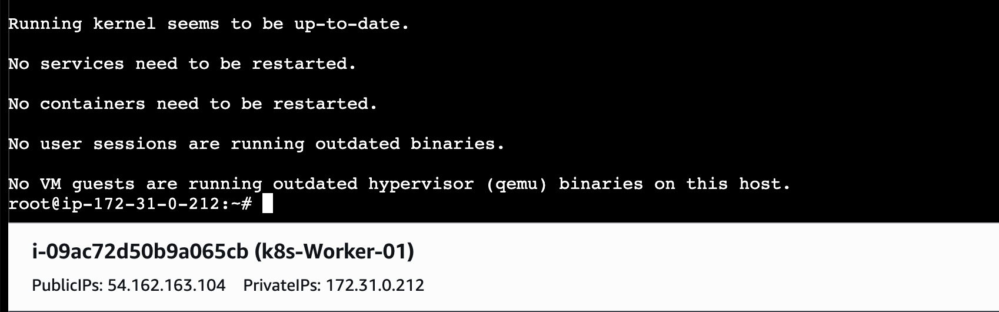 Running kernel seems to be up-to-date.
No services need to be restarted.
No containers need to be restarted.
No user sessions are running outdated binaries.
No VM guests are running outdated hypervisor (qemu) binaries on this host.
root@ip-172-31-0-212:~#
i-09ac72d50b9a065cb (k8s-Worker-01)
PublicIPs: 54.162.163.104 PrivateIPs: 172.31.0.212